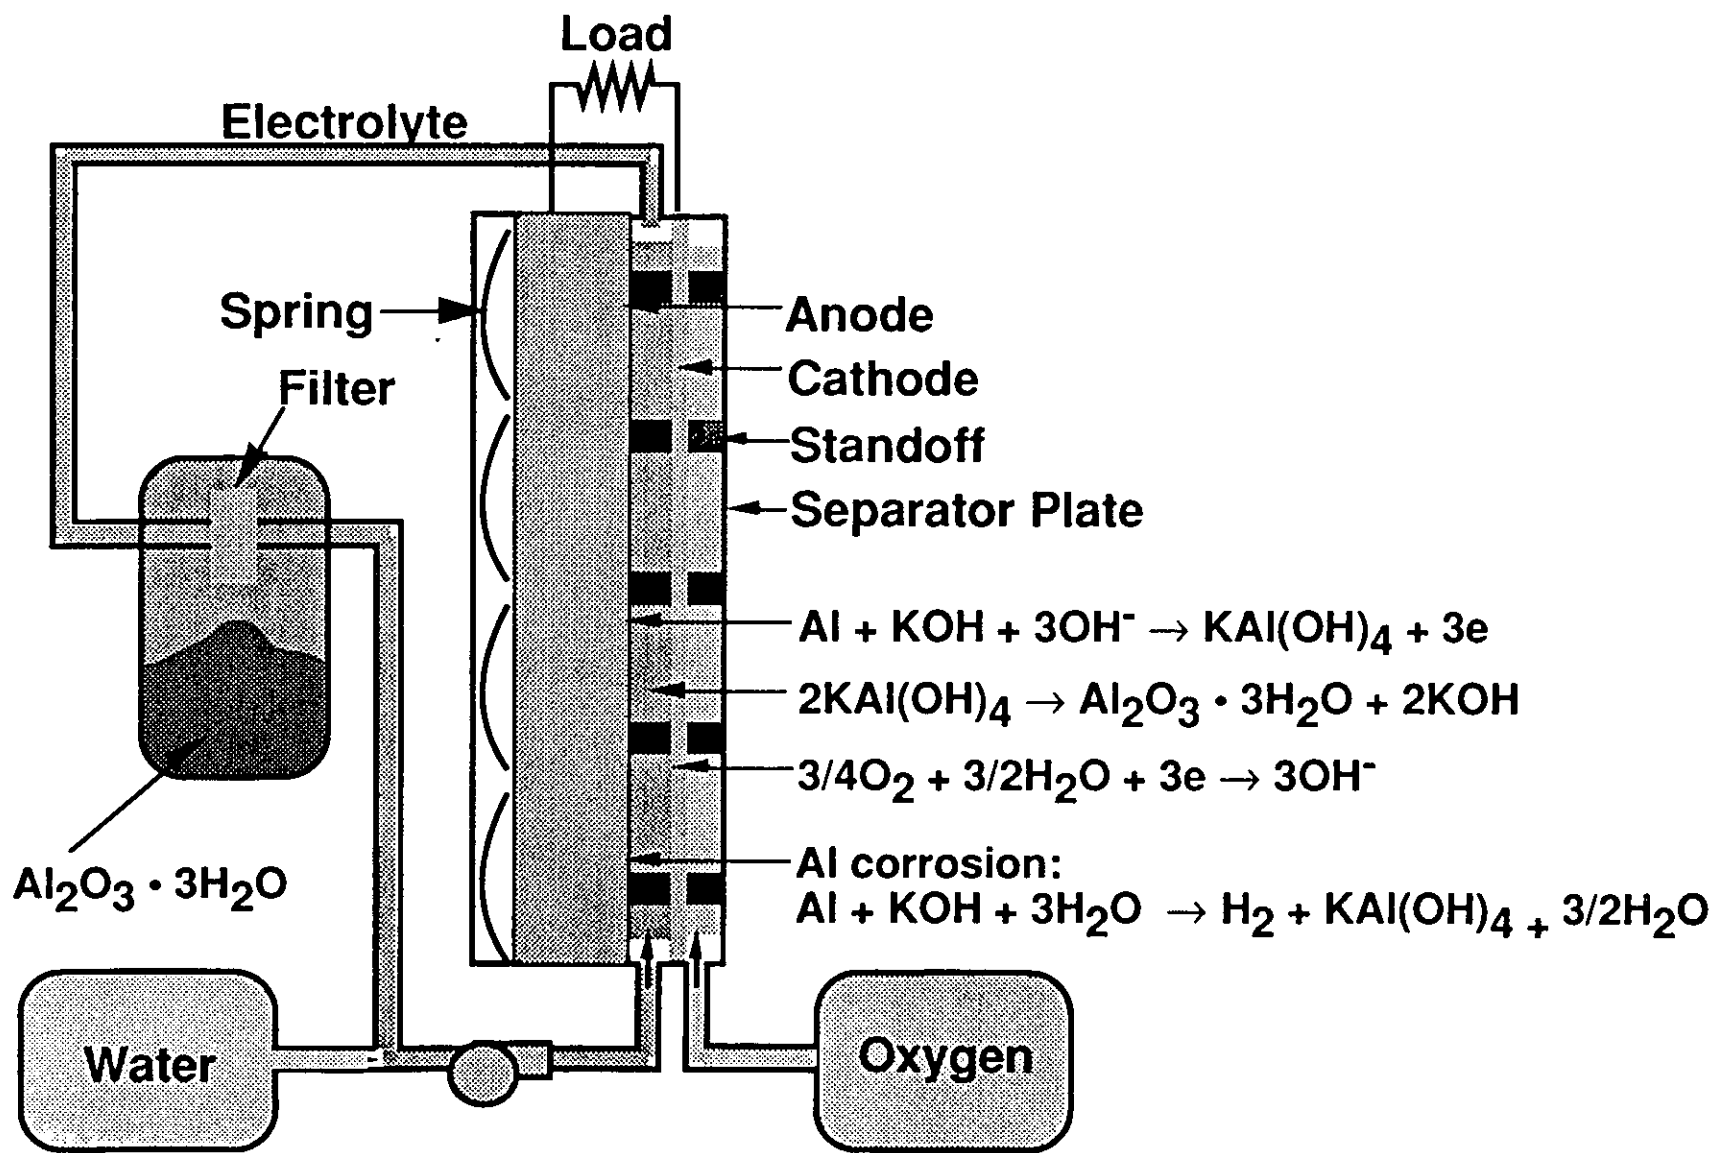 Load
Electrolyte
Spring
Anode
Cathode
Filter
Standoff
Separator Plate
Al + KOH + 3OH⁻ → KAl(OH)₄ + 3e
2KAl(OH)₄ → Al₂O₃ • 3H₂O + 2KOH
3/4O₂ + 3/2H₂O + 3e → 3OH⁻
Al₂O₃ • 3H₂O
Al corrosion:
Al + KOH + 3H₂O → H₂ + KAl(OH)₄ + 3/2H₂O
Water
Oxygen